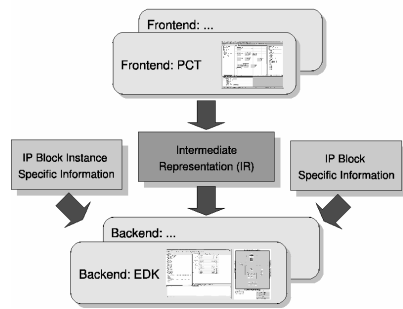 Frontend: ...
Frontend: PCT
IP Block Instance
Specific Information
Intermediate
Representation (IR)
IP Block
Specific Information
Backend: ...
Backend: EDK